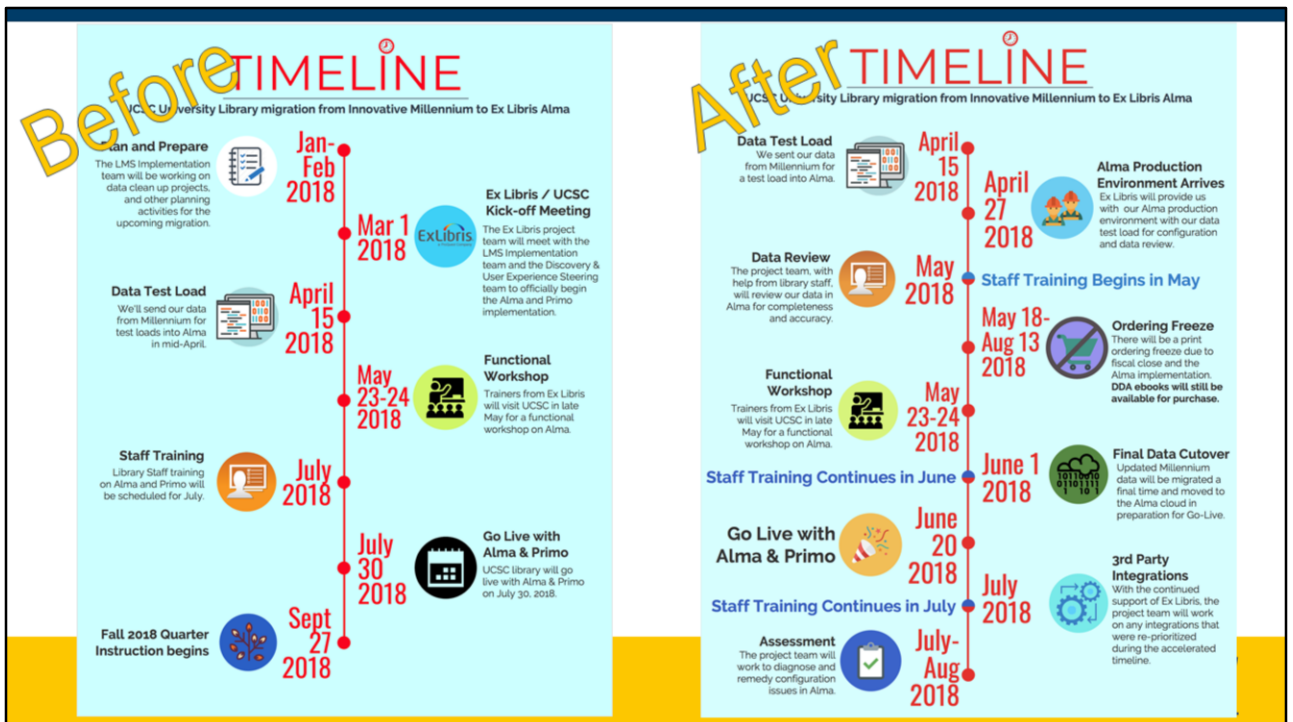 Before
TIMELINE
UCSC University Library migration from Innovative Millennium to Ex Libris Alma
Plan and Prepare
The LMS Implementation
team will be working on
data clean up projects,
and other planning
activities for the
upcoming migration.
Jan-
Feb
2018
Mar 1
2018
ExLibris
Ex Libris / UCSC
Kick-off Meeting
The Ex Libris project
team will meet with the
LMS Implementation
team and the Discovery &
User Experience Steering
team to officially begin
the Alma and Primo
implementation.
Data Test Load
We'll send our data
from Millennium for
test loads into Alma
in mid-April.
April
15
2018
May
23-24
2018
Functional
Workshop
Trainers from Ex Libris
will visit UCSC in late
May for a functional
workshop on Alma.
Staff Training
Library Staff training
on Alma and Primo will
be scheduled for July.
July
2018
July
30
2018
Go Live with
Alma & Primo
UCSC library will go
live with Alma & Primo
on July 30, 2018.
Fall 2018 Quarter
Instruction begins
Sept
27
2018
After
TIMELINE
UCSC University Library migration from Innovative Millennium to Ex Libris Alma
Data Test Load
We sent our data
from Millennium for
a test load into Alma.
April
15
2018
April
27
2018
Alma Production
Environment Arrives
Ex Libris will provide us
with our Alma production
environment with our data
test load for configuration
and data review.
Data Review
The project team, with
help from library staff,
will review our data in
Alma for completeness
and accuracy.
May
2018
Staff Training Begins in May
May 18-
Aug 13
2018
Ordering Freeze
There will be a print
ordering freeze due to
fiscal close and the
Alma implementation.
DDA ebooks will still be
available for purchase.
Functional
Workshop
Trainers from Ex Libris
will visit UCSC in late
May for a functional
workshop on Alma.
May
23-24
2018
Staff Training Continues in June
June 1
2018
Final Data Cutover
Updated Millennium
data will be migrated a
final time and moved to
the Alma cloud in
preparation for Go-Live.
Go Live with
Alma & Primo
June
20
2018
Staff Training Continues in July
July
2018
3rd Party
Integrations
With the continued
support of Ex Libris, the
project team will work
on any integrations that
were re-prioritized
during the accelerated
timeline.
Assessment
The project team will
work to diagnose and
remedy configuration
issues in Alma.
July-
Aug
2018